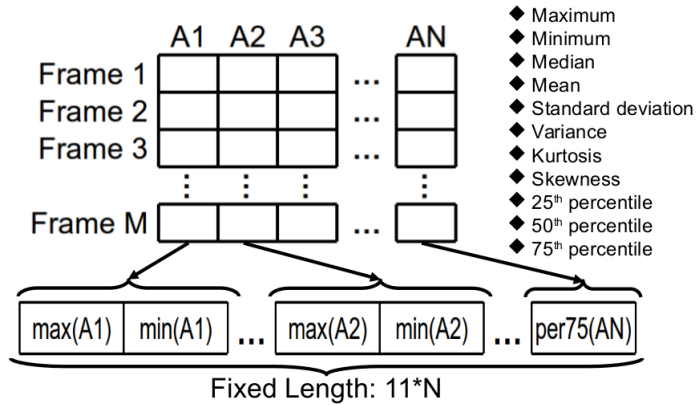 A1 A2 A3 AN
Frame 1 ...
Frame 2 ...
Frame 3 ...
Frame M ...
◆ Maximum
◆ Minimum
◆ Median
◆ Mean
◆ Standard deviation
◆ Variance
◆ Kurtosis
◆ Skewness
◆ 25th percentile
◆ 50th percentile
◆ 75th percentile
max(A1) min(A1) ... max(A2) min(A2) ... per75(AN)
Fixed Length: 11*N